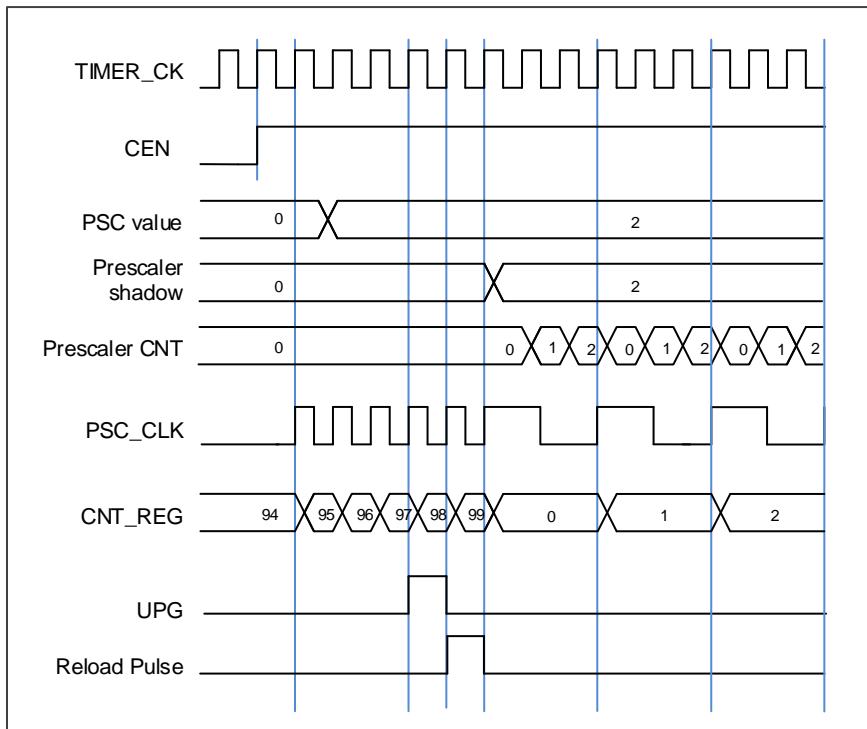 TIMER_CK
CEN
PSC value 0 2
Prescaler
shadow 0 2
Prescaler CNT 0 0 1 2 0 1 2 0 1 2
PSC_CLK
CNT_REG 94 95 96 97 98 99 0 1 2
UPG
Reload Pulse